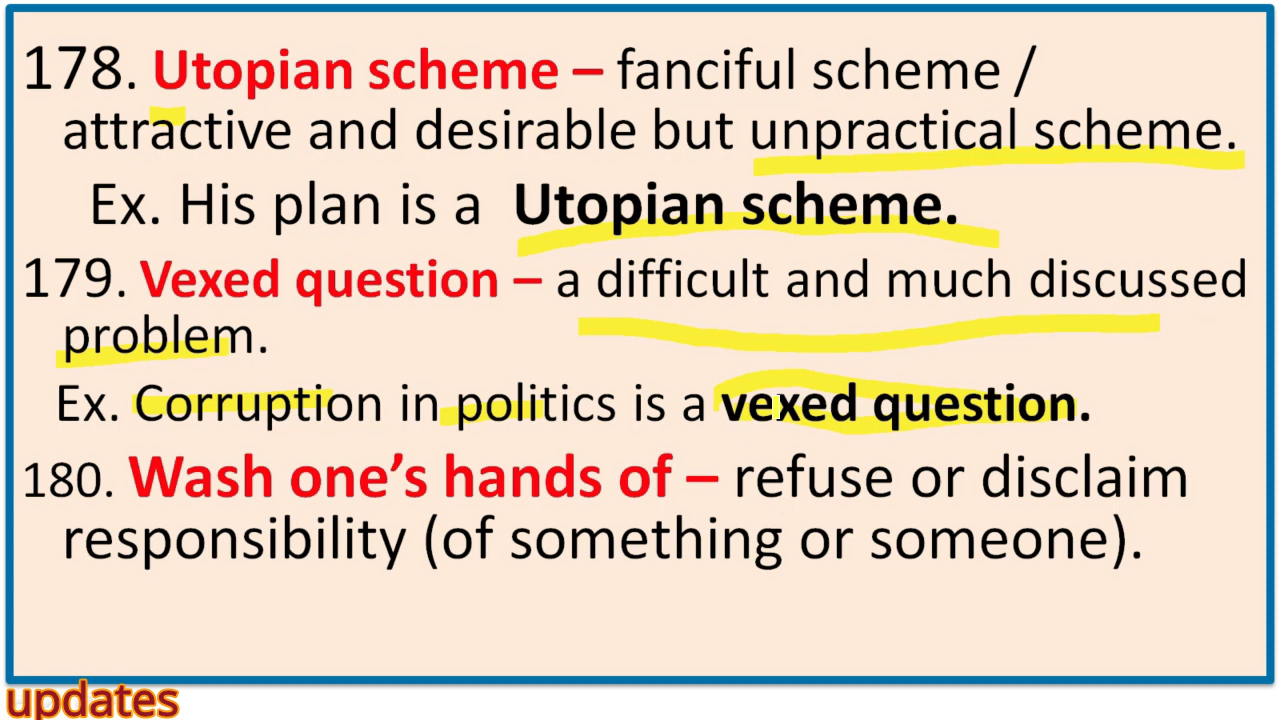 178. Utopian scheme – fanciful scheme /
attractive and desirable but unpractical scheme.
Ex. His plan is a Utopian scheme.
179. Vexed question – a difficult and much discussed
problem.
Ex. Corruption in politics is a vexed question.
180. Wash one’s hands of – refuse or disclaim
responsibility (of something or someone).
updates